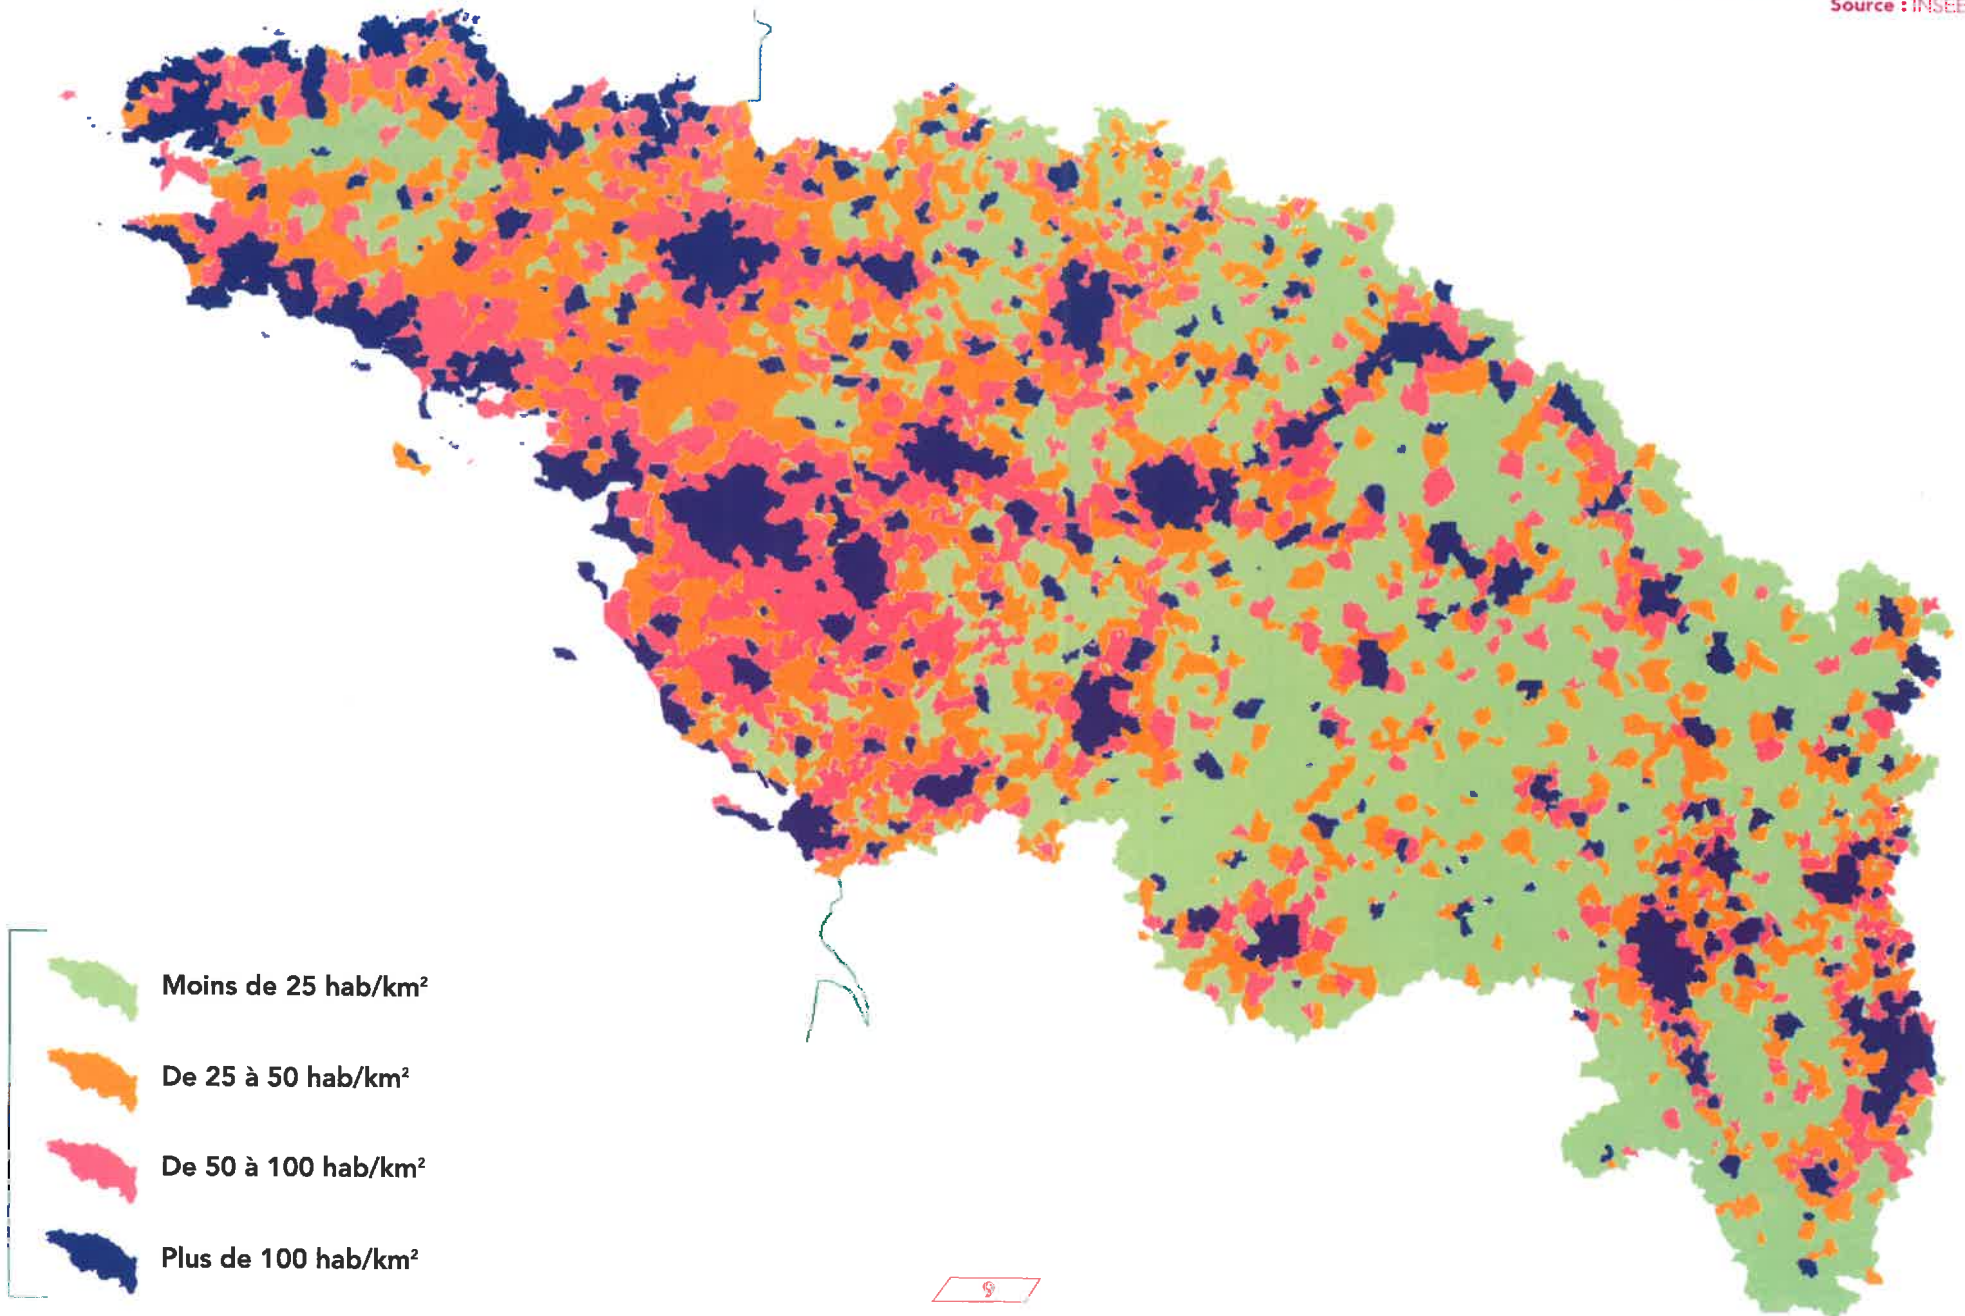 Source : INSEE
Moins de 25 hab/km²
De 25 à 50 hab/km²
De 50 à 100 hab/km²
Plus de 100 hab/km²
9